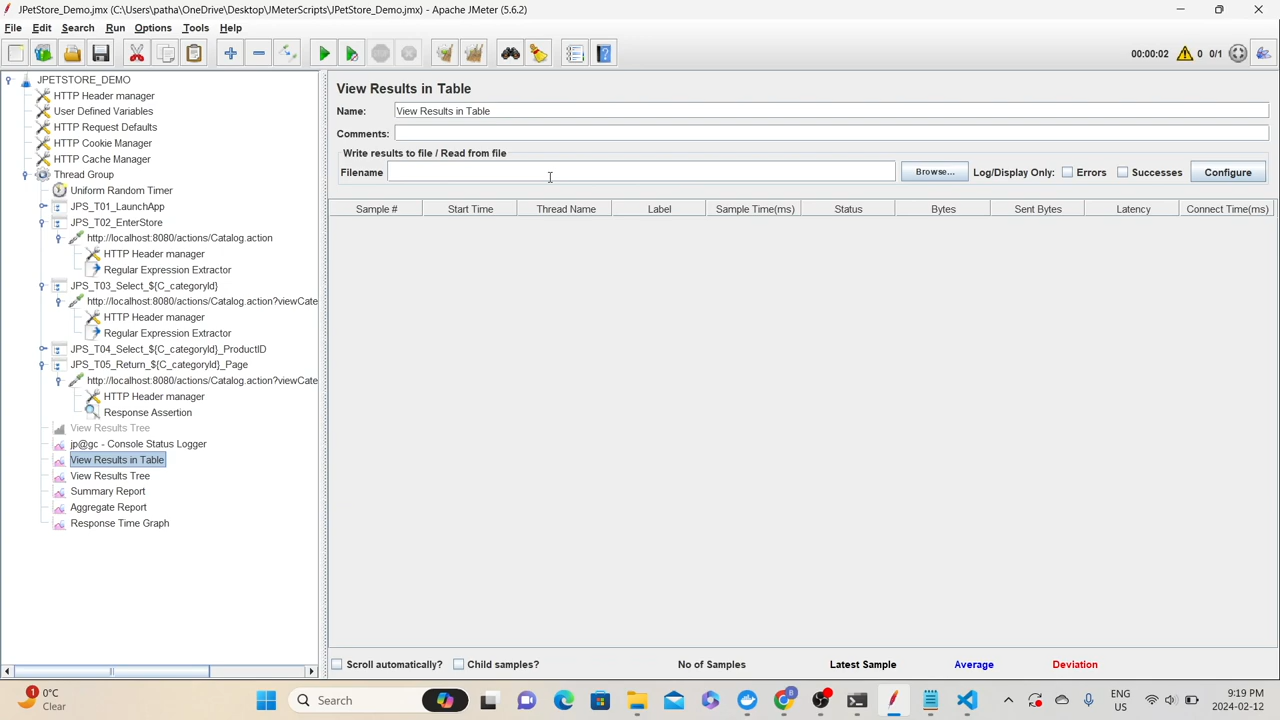 JPetStore_Demo.jmx (C:\Users\patha\OneDrive\Desktop\JMeterScripts\JPetStore_Demo.jmx) - Apache JMeter (5.6.2)
File Edit Search Run Options Tools Help
00:00:02 0 0/1
JPETSTORE_DEMO
HTTP Header manager
User Defined Variables
HTTP Request Defaults
HTTP Cookie Manager
HTTP Cache Manager
Thread Group
Uniform Random Timer
JPS_T01_LaunchApp
JPS_T02_EnterStore
http://localhost:8080/actions/Catalog.action
HTTP Header manager
Regular Expression Extractor
JPS_T03_Select_${C_categoryId}
http://localhost:8080/actions/Catalog.action?viewCate
HTTP Header manager
Regular Expression Extractor
JPS_T04_Select_${C_categoryId}_ProductID
JPS_T05_Return_${C_categoryId}_Page
http://localhost:8080/actions/Catalog.action?viewCate
HTTP Header manager
Response Assertion
View Results Tree
jp@gc - Console Status Logger
View Results in Table
View Results Tree
Summary Report
Aggregate Report
Response Time Graph
View Results in Table
Name: View Results in Table
Comments:
Write results to file / Read from file
Filename Browse... Log/Display Only: Errors Successes Configure
Sample # Start Time Thread Name Label Sample Time(ms) Status Bytes Sent Bytes Latency Connect Time(ms)
Scroll automatically? Child samples? No of Samples Latest Sample Average Deviation
1 0°C
Clear
Search
ENG
US
9:19 PM
2024-02-12